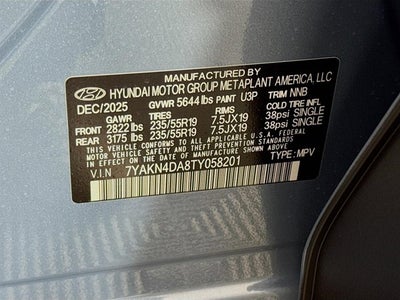 MANUFACTURED BY
HYUNDAI MOTOR GROUP METAPLANT AMERICA, LLC
DEC/2025 GVWR 5644 lbs PAINT U3P TRIM NNB
GAWR TIRES RIMS COLD TIRE INFL
FRONT 2822 lbs 235/55R19 7.5JX19 38psi SINGLE
REAR 3175 lbs 235/55R19 7.5JX19 38psi SINGLE
THIS VEHICLE CONFORMS TO ALL APPLICABLE U.S.A. FEDERAL
MOTOR VEHICLE SAFETY AND THEFT PREVENTION STANDARDS
IN EFFECT ON THE DATE OF MANUFACTURE SHOWN ABOVE.
V.I.N. 7YAKN4DA8TY058201 TYPE: MPV